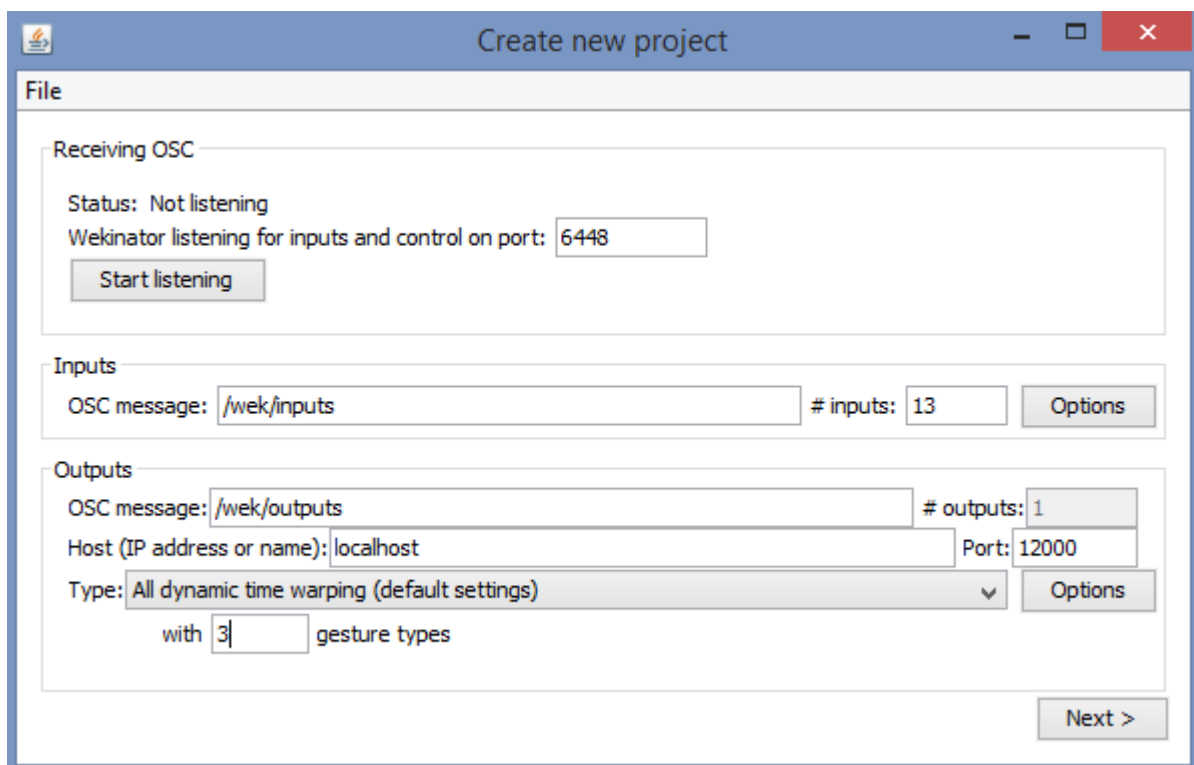 Create new project
File
Receiving OSC
Status: Not listening
Wekinator listening for inputs and control on port: 6448
Start listening
Inputs
OSC message: /wek/inputs # inputs: 13 Options
Outputs
OSC message: /wek/outputs # outputs: 1
Host (IP address or name): localhost Port: 12000
Type: All dynamic time warping (default settings) Options
with 3 gesture types
Next >